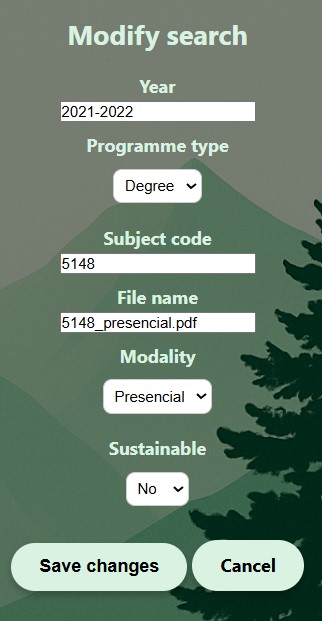 Modify search
Year
2021-2022
Programme type
Degree
Subject code
5148
File name
5148_presencial.pdf
Modality
Presencial
Sustainable
No
Save changes Cancel